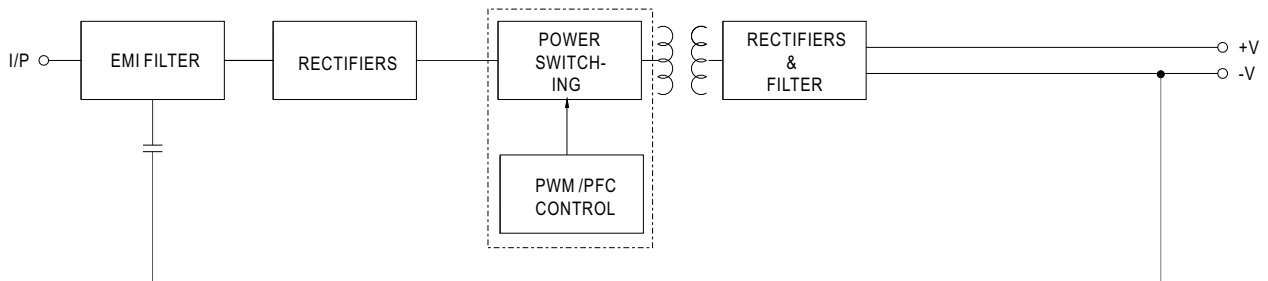 I/P
EMI FILTER
RECTIFIERS
POWER
SWITCH-
ING
RECTIFIERS
&
FILTER
+V
-V
PWM /PFC
CONTROL